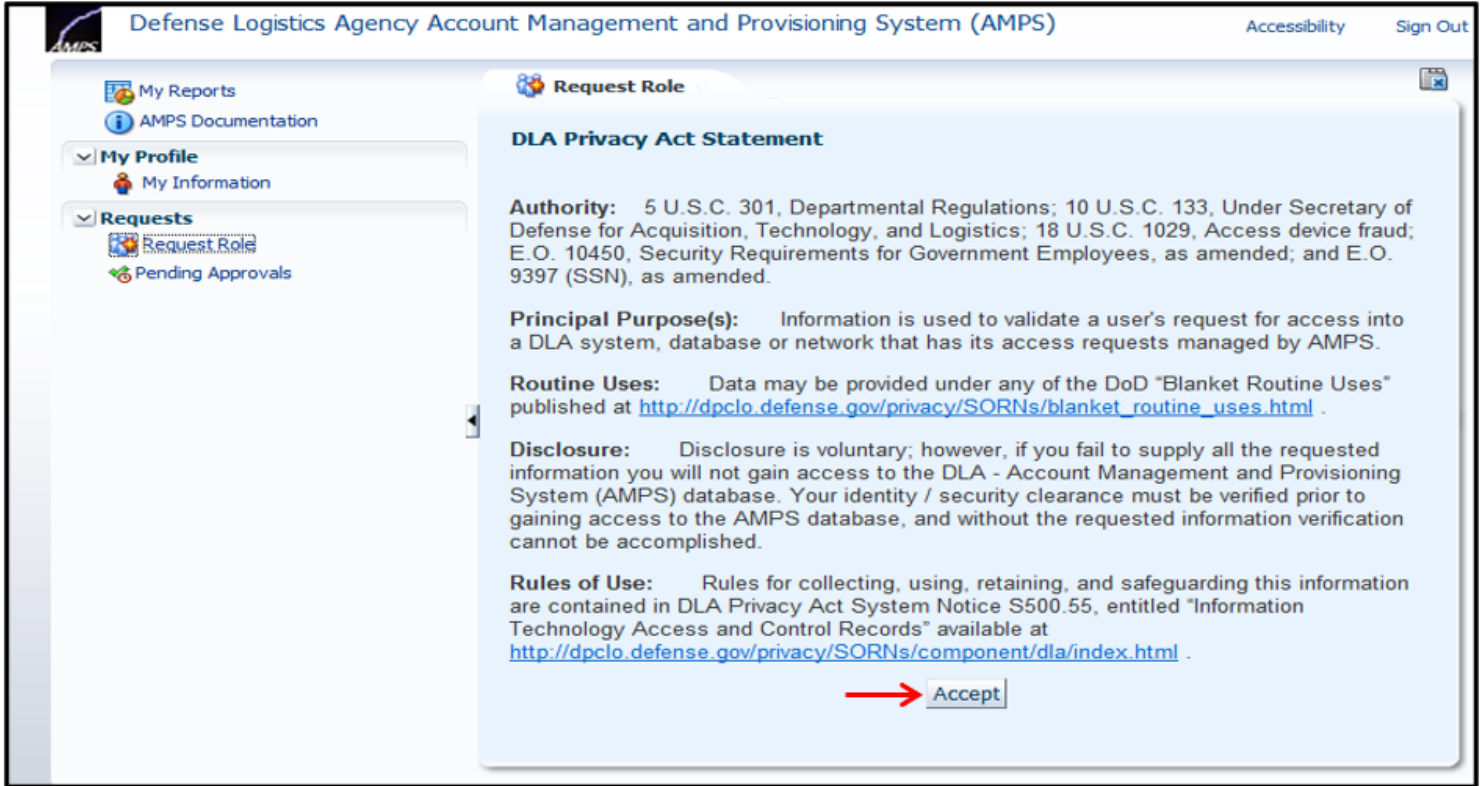 AMPS
Defense Logistics Agency Account Management and Provisioning System (AMPS)
Accessibility
Sign Out
My Reports
AMPS Documentation
My Profile
My Information
Requests
Request Role
Pending Approvals
Request Role
DLA Privacy Act Statement
Authority: 5 U.S.C. 301, Departmental Regulations; 10 U.S.C. 133, Under Secretary of
Defense for Acquisition, Technology, and Logistics; 18 U.S.C. 1029, Access device fraud;
E.O. 10450, Security Requirements for Government Employees, as amended; and E.O.
9397 (SSN), as amended.
Principal Purpose(s): Information is used to validate a user's request for access into
a DLA system, database or network that has its access requests managed by AMPS.
Routine Uses: Data may be provided under any of the DoD “Blanket Routine Uses”
published at http://dpclo.defense.gov/privacy/SORNs/blanket_routine_uses.html .
Disclosure: Disclosure is voluntary; however, if you fail to supply all the requested
information you will not gain access to the DLA - Account Management and Provisioning
System (AMPS) database. Your identity / security clearance must be verified prior to
gaining access to the AMPS database, and without the requested information verification
cannot be accomplished.
Rules of Use: Rules for collecting, using, retaining, and safeguarding this information
are contained in DLA Privacy Act System Notice S500.55, entitled “Information
Technology Access and Control Records” available at
http://dpclo.defense.gov/privacy/SORNs/component/dla/index.html .
Accept